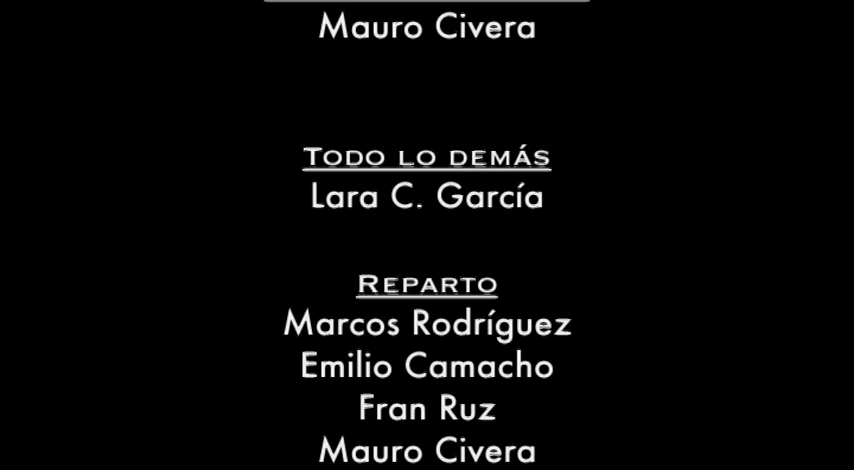 Mauro Civera
TODO LO DEMÁS
Lara C. García
REPARTO
Marcos Rodríguez
Emilio Camacho
Fran Ruz
Mauro Civera